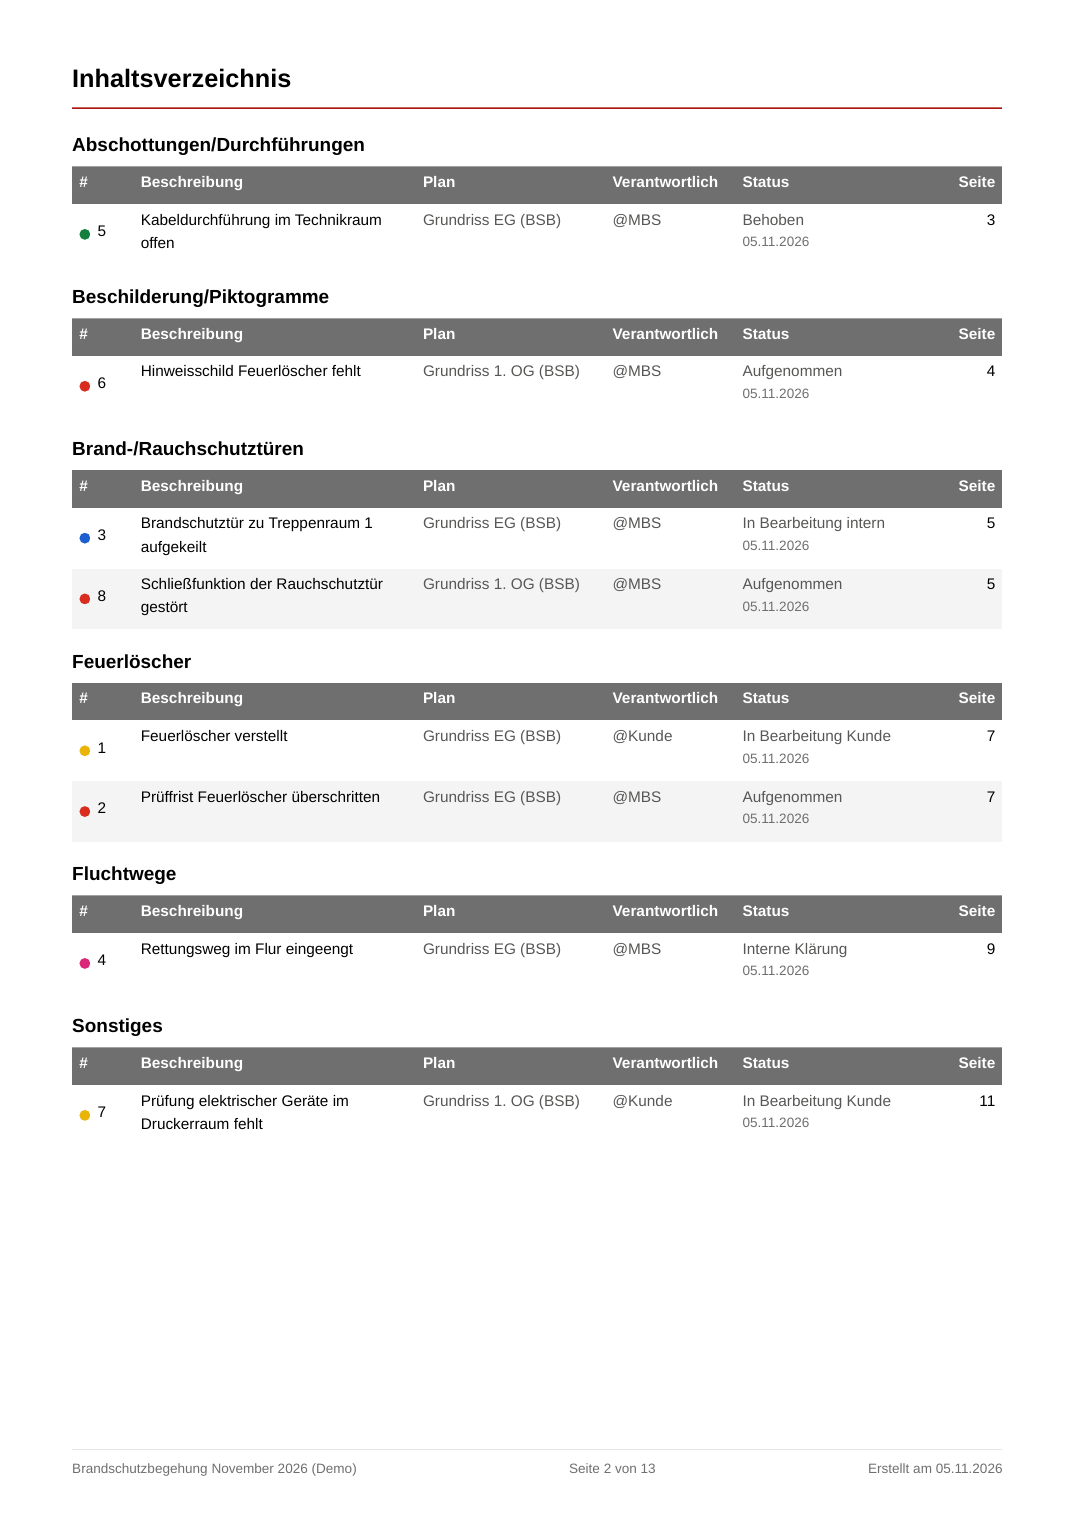 Inhaltsverzeichnis
Abschottungen/Durchführungen
# Beschreibung Plan Verantwortlich Status Seite
5 Kabeldurchführung im Technikraum Grundriss EG (BSB) @MBS Behoben 3
offen 05.11.2026
Beschilderung/Piktogramme
# Beschreibung Plan Verantwortlich Status Seite
6 Hinweisschild Feuerlöscher fehlt Grundriss 1. OG (BSB) @MBS Aufgenommen 4
05.11.2026
Brand-/Rauchschutztüren
# Beschreibung Plan Verantwortlich Status Seite
3 Brandschutztür zu Treppenraum 1 Grundriss EG (BSB) @MBS In Bearbeitung intern 5
aufgekeilt 05.11.2026
8 Schließfunktion der Rauchschutztür Grundriss 1. OG (BSB) @MBS Aufgenommen 5
gestört 05.11.2026
Feuerlöscher
# Beschreibung Plan Verantwortlich Status Seite
1 Feuerlöscher verstellt Grundriss EG (BSB) @Kunde In Bearbeitung Kunde 7
05.11.2026
2 Prüffrist Feuerlöscher überschritten Grundriss EG (BSB) @MBS Aufgenommen 7
05.11.2026
Fluchtwege
# Beschreibung Plan Verantwortlich Status Seite
4 Rettungsweg im Flur eingeengt Grundriss EG (BSB) @MBS Interne Klärung 9
05.11.2026
Sonstiges
# Beschreibung Plan Verantwortlich Status Seite
7 Prüfung elektrischer Geräte im Grundriss 1. OG (BSB) @Kunde In Bearbeitung Kunde 11
Druckerraum fehlt 05.11.2026
Brandschutzbegehung November 2026 (Demo) Seite 2 von 13 Erstellt am 05.11.2026